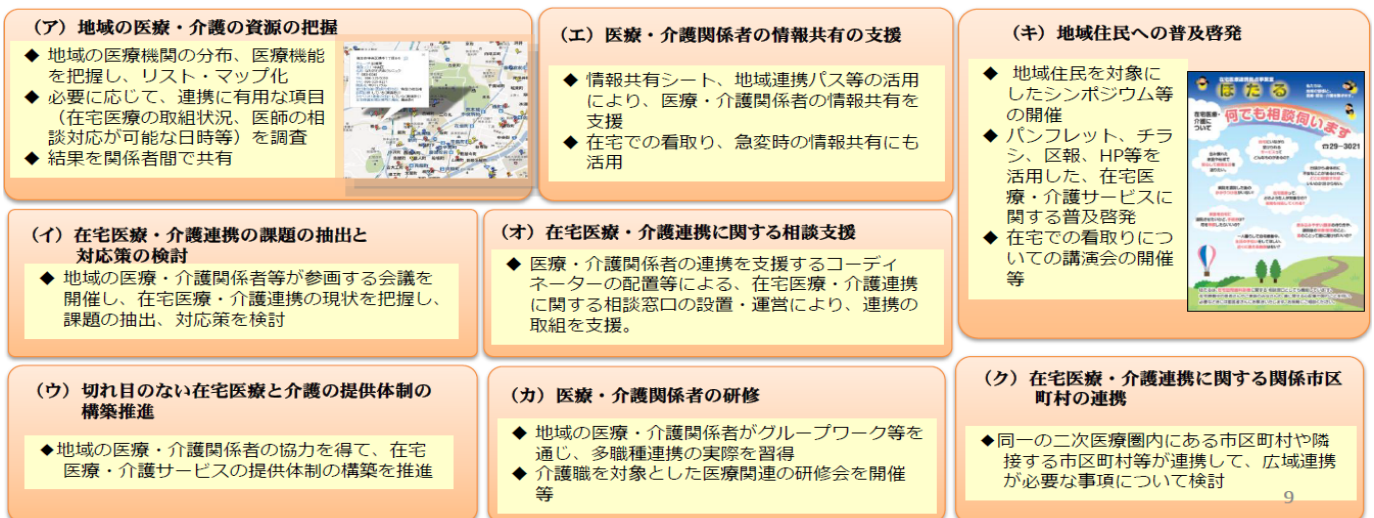 （ア）地域の医療・介護の資源の把握
◆ 地域の医療機関の分布、医療機能
を把握し、リスト・マップ化
◆ 必要に応じて、連携に有用な項目
（在宅医療の取組状況、医師の相
談対応が可能な日時等）を調査
◆ 結果を関係者間で共有
（イ）在宅医療・介護連携の課題の抽出と
対応策の検討
◆ 地域の医療・介護関係者等が参画する会議を
開催し、在宅医療・介護連携の現状を把握し、
課題の抽出、対応策を検討
（ウ）切れ目のない在宅医療と介護の提供体制の
構築推進
◆地域の医療・介護関係者の協力を得て、在宅
医療・介護サービスの提供体制の構築を推進
（エ）医療・介護関係者の情報共有の支援
◆ 情報共有シート、地域連携パス等の活用
により、医療・介護関係者の情報共有を
支援
◆ 在宅での看取り、急変時の情報共有にも
活用
（オ）在宅医療・介護連携に関する相談支援
◆ 医療・介護関係者の連携を支援するコーディ
ネーターの配置等による、在宅医療・介護連携
に関する相談窓口の設置・運営により、連携の
取組を支援。
（カ）医療・介護関係者の研修
◆ 地域の医療・介護関係者がグループワーク等を
通じ、多職種連携の実際を習得
◆ 介護職を対象とした医療関連の研修会を開催
等
（キ）地域住民への普及啓発
◆ 地域住民を対象に
したシンポジウム等
の開催
◆ パンフレット、チラ
シ、区報、HP等を
活用した、在宅医
療・介護サービスに
関する普及啓発
◆ 在宅での看取りにつ
いての講演会の開催
等
ほたる
在宅医療・
介護に
ついて
何でも相談伺います
☎29－3021
（ク）在宅医療・介護連携に関する関係市区
町村の連携
◆同一の二次医療圏内にある市区町村や隣
接する市区町村等が連携して、広域連携
が必要な事項について検討
9